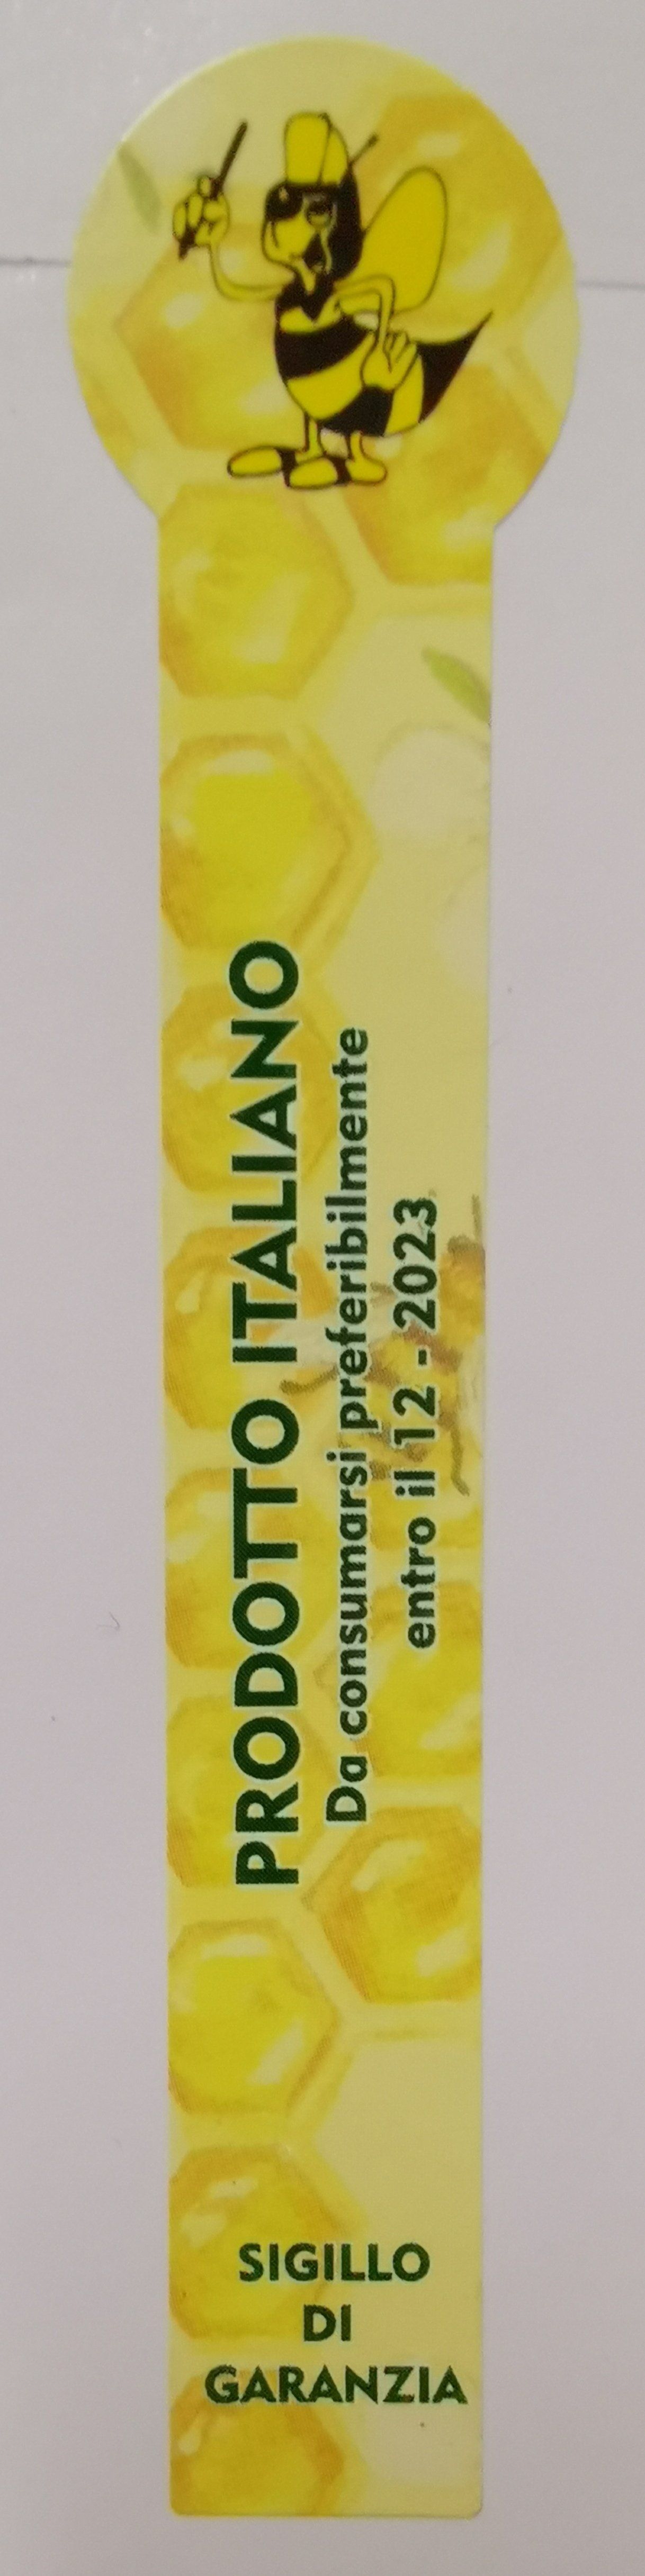 PRODOTTO ITALIANO
Da consumarsi preferibilmente
entro il 12 - 2023
SIGILLO
DI
GARANZIA